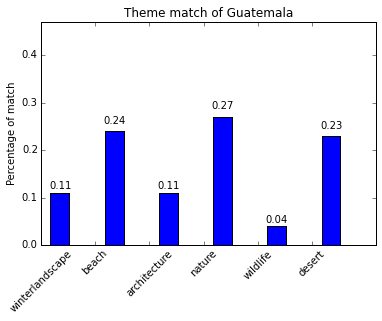 Theme match of Guatemala
Percentage of match
0.4
0.3
0.2
0.1
0.0
0.11
0.24
0.11
0.27
0.04
0.23
winterlandscape
beach
architecture
nature
wildlife
desert